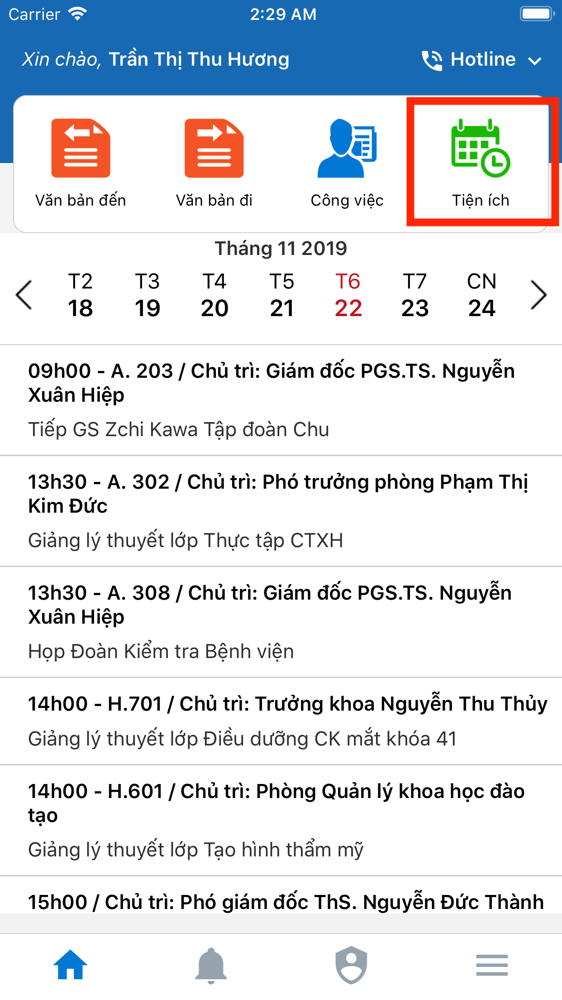 Carrier 2:29 AM
Xin chào, Trần Thị Thu Hương Hotline
Văn bản đến Văn bản đi Công việc Tiện ích
Tháng 11 2019
T2 T3 T4 T5 T6 T7 CN
18 19 20 21 22 23 24
09h00 - A. 203 / Chủ trì: Giám đốc PGS.TS. Nguyễn
Xuân Hiệp
Tiếp GS Zchi Kawa Tập đoàn Chu
13h30 - A. 302 / Chủ trì: Phó trưởng phòng Phạm Thị
Kim Đức
Giảng lý thuyết lớp Thực tập CTXH
13h30 - A. 308 / Chủ trì: Giám đốc PGS.TS. Nguyễn
Xuân Hiệp
Họp Đoàn Kiểm tra Bệnh viện
14h00 - H.701 / Chủ trì: Trưởng khoa Nguyễn Thu Thủy
Giảng lý thuyết lớp Điều dưỡng CK mắt khóa 41
14h00 - H.601 / Chủ trì: Phòng Quản lý khoa học đào
tạo
Giảng lý thuyết lớp Tạo hình thẩm mỹ
15h00 / Chủ trì: Phó giám đốc ThS. Nguyễn Đức Thành